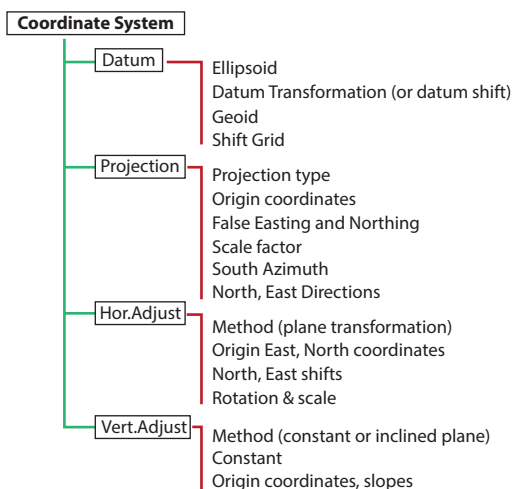 Coordinate System
Datum
Ellipsoid
Datum Transformation (or datum shift)
Geoid
Shift Grid
Projection
Projection type
Origin coordinates
False Easting and Northing
Scale factor
South Azimuth
North, East Directions
Hor.Adjust
Method (plane transformation)
Origin East, North coordinates
North, East shifts
Rotation & scale
Vert.Adjust
Method (constant or inclined plane)
Constant
Origin coordinates, slopes